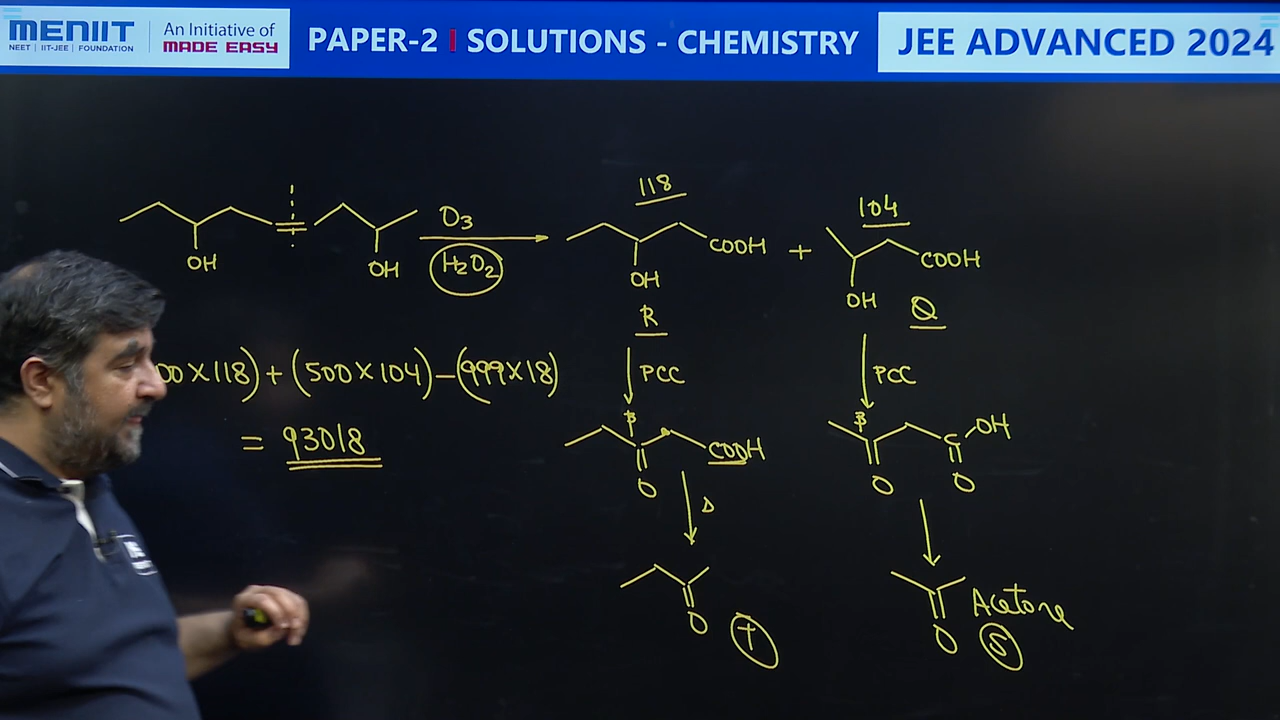 MENIIT
NEET | IIT-JEE | FOUNDATION
An Initiative of
MADE EASY
PAPER-2 | SOLUTIONS - CHEMISTRY
JEE ADVANCED 2024
OH
OH
O3
H2O2
118
COOH
OH
R
+
104
COOH
OH
Q
00×118) + (500×104) - (999×18)
= 93018
PCC
PCC
β
COOH
O
β
C
OH
O
O
Δ
O
T
O
Acetone
S